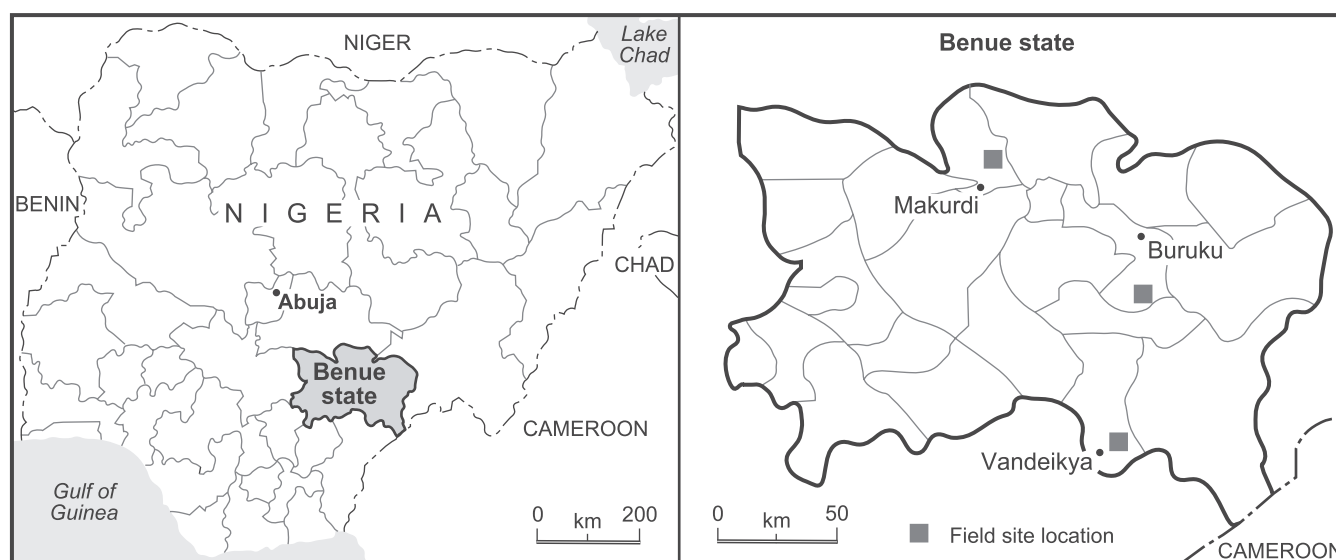 NIGER
Lake
Chad
BENIN
NIGERIA
CHAD
Abuja
Benue
state
CAMEROON
Gulf of
Guinea
0 km 200
Benue state
Makurdi
Buruku
Vandeikya
0 km 50
Field site location
CAMEROON